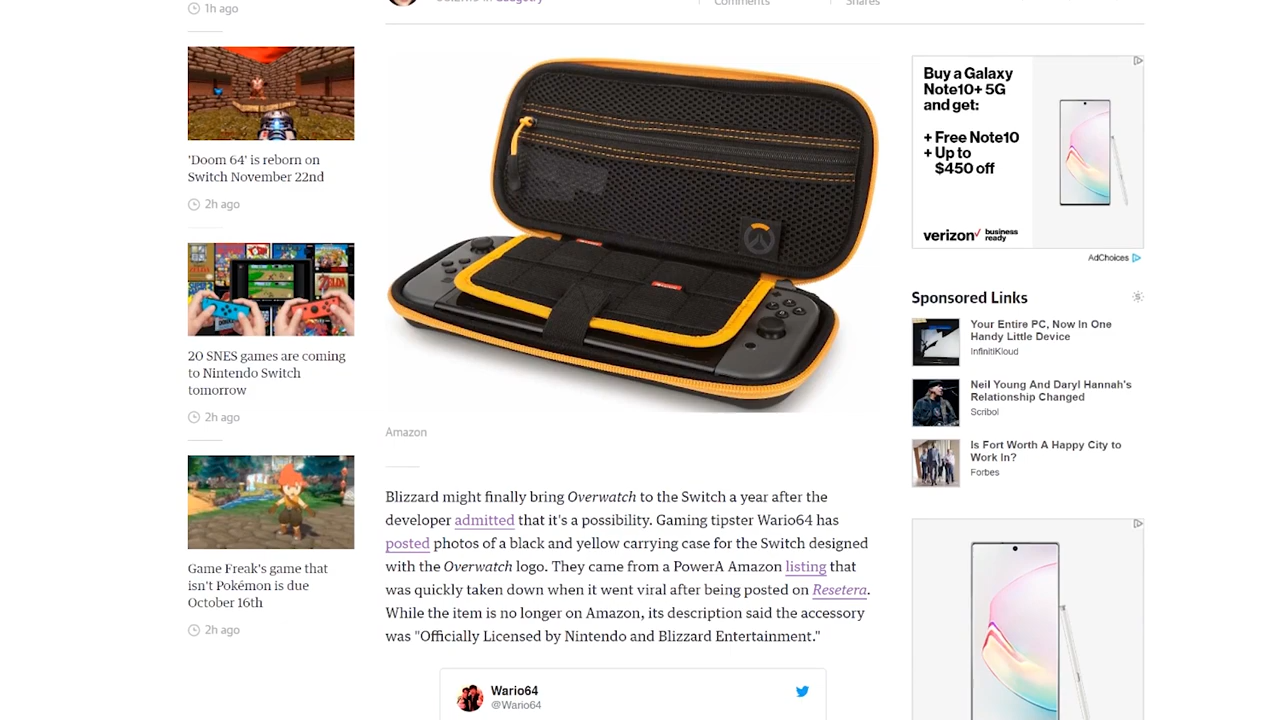 1h ago
Comments
Shares
'Doom 64' is reborn on
Switch November 22nd
2h ago
20 SNES games are coming
to Nintendo Switch
tomorrow
2h ago
Game Freak's game that
isn't Pokémon is due
October 16th
2h ago
Amazon
Blizzard might finally bring Overwatch to the Switch a year after the
developer admitted that it's a possibility. Gaming tipster Wario64 has
posted photos of a black and yellow carrying case for the Switch designed
with the Overwatch logo. They came from a PowerA Amazon listing that
was quickly taken down when it went viral after being posted on Resetera.
While the item is no longer on Amazon, its description said the accessory
was "Officially Licensed by Nintendo and Blizzard Entertainment."
Wario64
@Wario64
Buy a Galaxy
Note10+ 5G
and get:
+ Free Note10
+ Up to
$450 off
verizon✓ business
ready
AdChoices
Sponsored Links
Your Entire PC, Now In One
Handy Little Device
InfinitiKloud
Neil Young And Daryl Hannah's
Relationship Changed
Scribol
Is Fort Worth A Happy City to
Work In?
Forbes